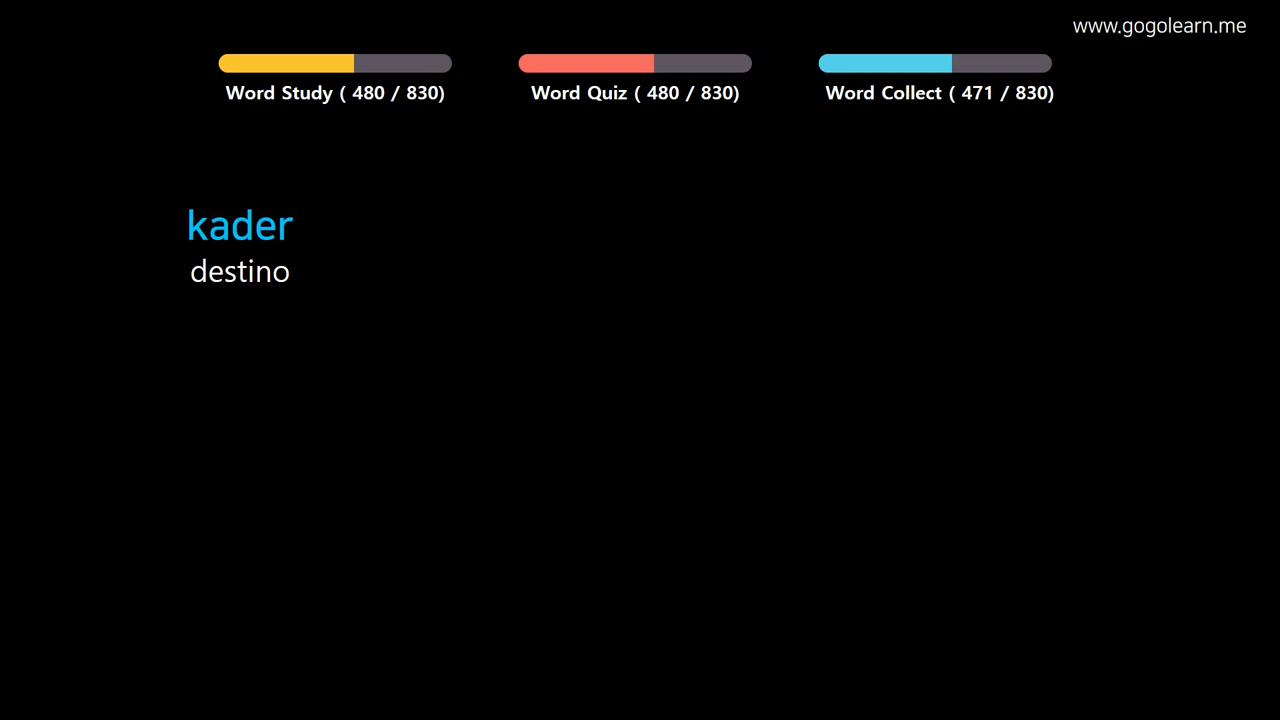 www.gogolearn.me
Word Study ( 480 / 830)
Word Quiz ( 480 / 830)
Word Collect ( 471 / 830)
kader
destino